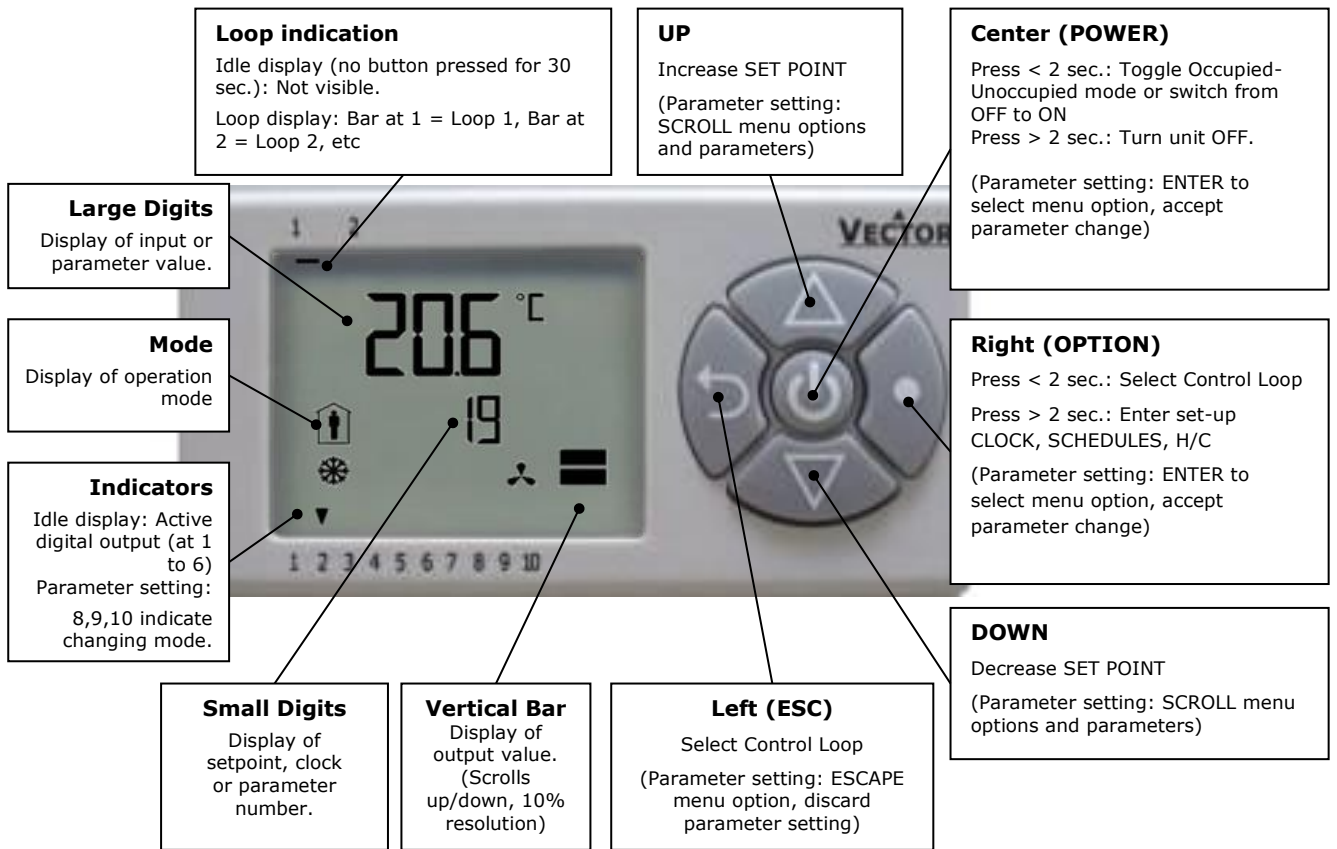 Loop indication
Idle display (no button pressed for 30
sec.): Not visible.
Loop display: Bar at 1 = Loop 1, Bar at
2 = Loop 2, etc
UP
Increase SET POINT
(Parameter setting:
SCROLL menu options
and parameters)
Center (POWER)
Press < 2 sec.: Toggle Occupied-
Unoccupied mode or switch from
OFF to ON
Press > 2 sec.: Turn unit OFF.
(Parameter setting: ENTER to
select menu option, accept
parameter change)
Large Digits
Display of input or
parameter value.
Mode
Display of operation
mode
Indicators
Idle display: Active
digital output (at 1
to 6)
Parameter setting:
8,9,10 indicate
changing mode.
1 2
VECTOR
20.6 °C
19
1 2 3 4 5 6 7 8 9 10
Right (OPTION)
Press < 2 sec.: Select Control Loop
Press > 2 sec.: Enter set-up
CLOCK, SCHEDULES, H/C
(Parameter setting: ENTER to
select menu option, accept
parameter change)
DOWN
Decrease SET POINT
(Parameter setting: SCROLL menu
options and parameters)
Small Digits
Display of
setpoint, clock
or parameter
number.
Vertical Bar
Display of
output value.
(Scrolls
up/down, 10%
resolution)
Left (ESC)
Select Control Loop
(Parameter setting: ESCAPE
menu option, discard
parameter setting)